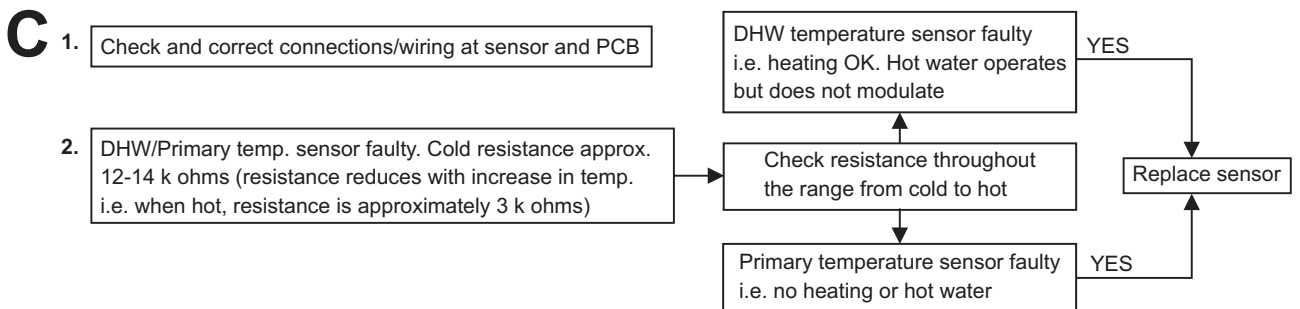 C
1. Check and correct connections/wiring at sensor and PCB
DHW temperature sensor faulty
i.e. heating OK. Hot water operates
but does not modulate
YES
2. DHW/Primary temp. sensor faulty. Cold resistance approx.
12-14 k ohms (resistance reduces with increase in temp.
i.e. when hot, resistance is approximately 3 k ohms)
Check resistance throughout
the range from cold to hot
Replace sensor
Primary temperature sensor faulty
i.e. no heating or hot water
YES